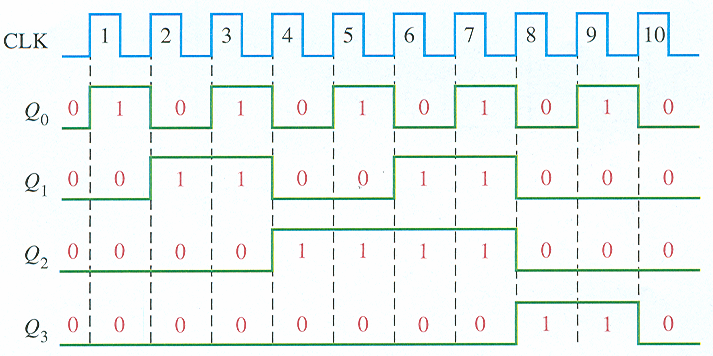 CLK 1 2 3 4 5 6 7 8 9 10
Q0 0 1 0 1 0 1 0 1 0 1 0
Q1 0 0 1 1 0 0 1 1 0 0 0
Q2 0 0 0 0 1 1 1 1 0 0 0
Q3 0 0 0 0 0 0 0 0 1 1 0